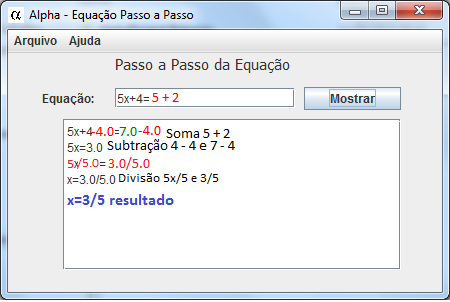 Alpha - Equação Passo a Passo
Arquivo Ajuda
Passo a Passo da Equação
Equação: 5x+4= 5 + 2 Mostrar
5x+4-4.0=7.0-4.0 Soma 5 + 2
5x=3.0 Subtração 4 - 4 e 7 - 4
5x/5.0= 3.0/5.0
x=3.0/5.0 Divisão 5x/5 e 3/5
x=3/5 resultado